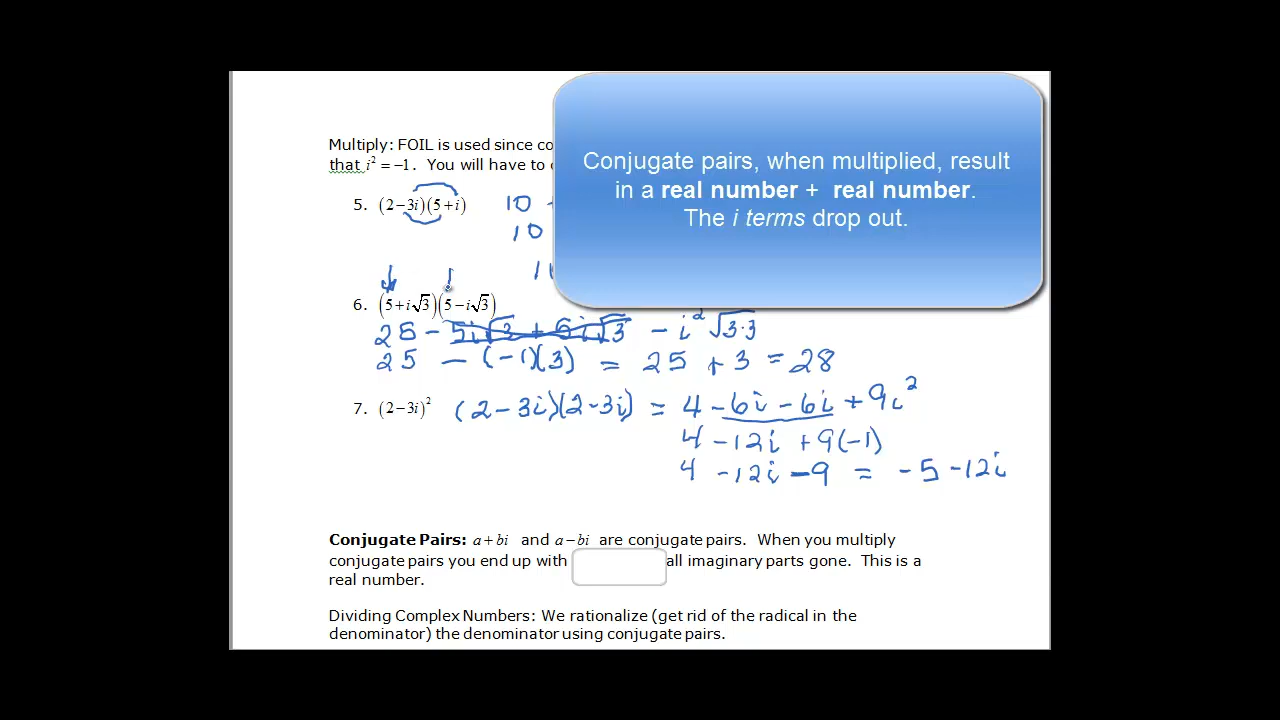 Multiply: FOIL is used since co
that i² = −1. You will have to
Conjugate pairs, when multiplied, result
in a real number + real number.
The i terms drop out.
5. (2−3i)(5+i) 10
10
6. (5+i√3)(5−i√3)
25 − 5i√3 + 5i√3 − i² √3·3
25 − (−1)(3) = 25 + 3 = 28
7. (2−3i)² (2−3i)(2-3i) = 4 −6i −6i +9i²
4 −12i +9(−1)
4 −12i −9 = −5 −12i
Conjugate Pairs: a+bi and a−bi are conjugate pairs. When you multiply
conjugate pairs you end up with all imaginary parts gone. This is a
real number.
Dividing Complex Numbers: We rationalize (get rid of the radical in the
denominator) the denominator using conjugate pairs.